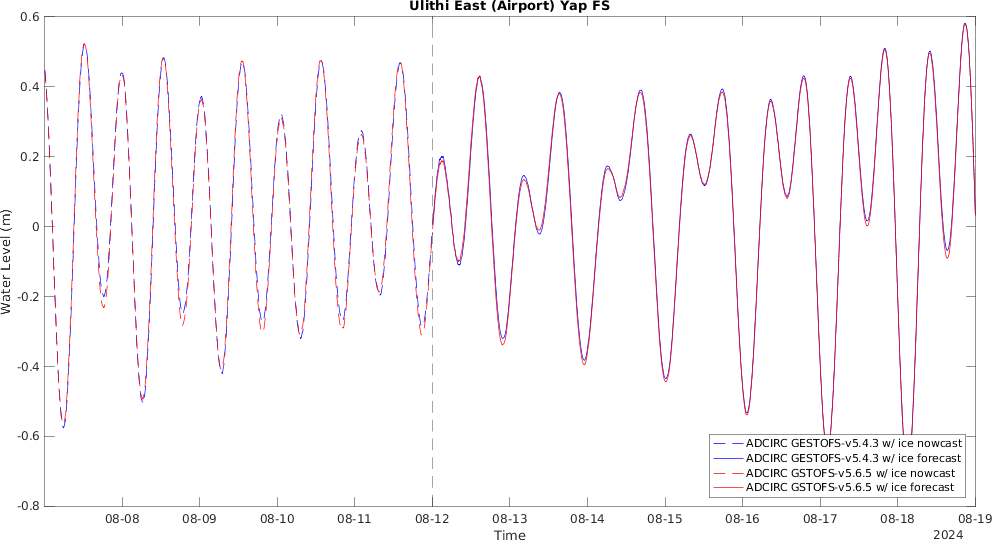 Ulithi East (Airport) Yap FS
0.6
0.4
0.2
0
-0.2
-0.4
-0.6
-0.8
Water Level (m)
ADCIRC GESTOFS-v5.4.3 w/ ice nowcast
ADCIRC GESTOFS-v5.4.3 w/ ice forecast
ADCIRC GSTOFS-v5.6.5 w/ ice nowcast
ADCIRC GSTOFS-v5.6.5 w/ ice forecast
08-08 08-09 08-10 08-11 08-12 08-13 08-14 08-15 08-16 08-17 08-18 08-19
Time
2024